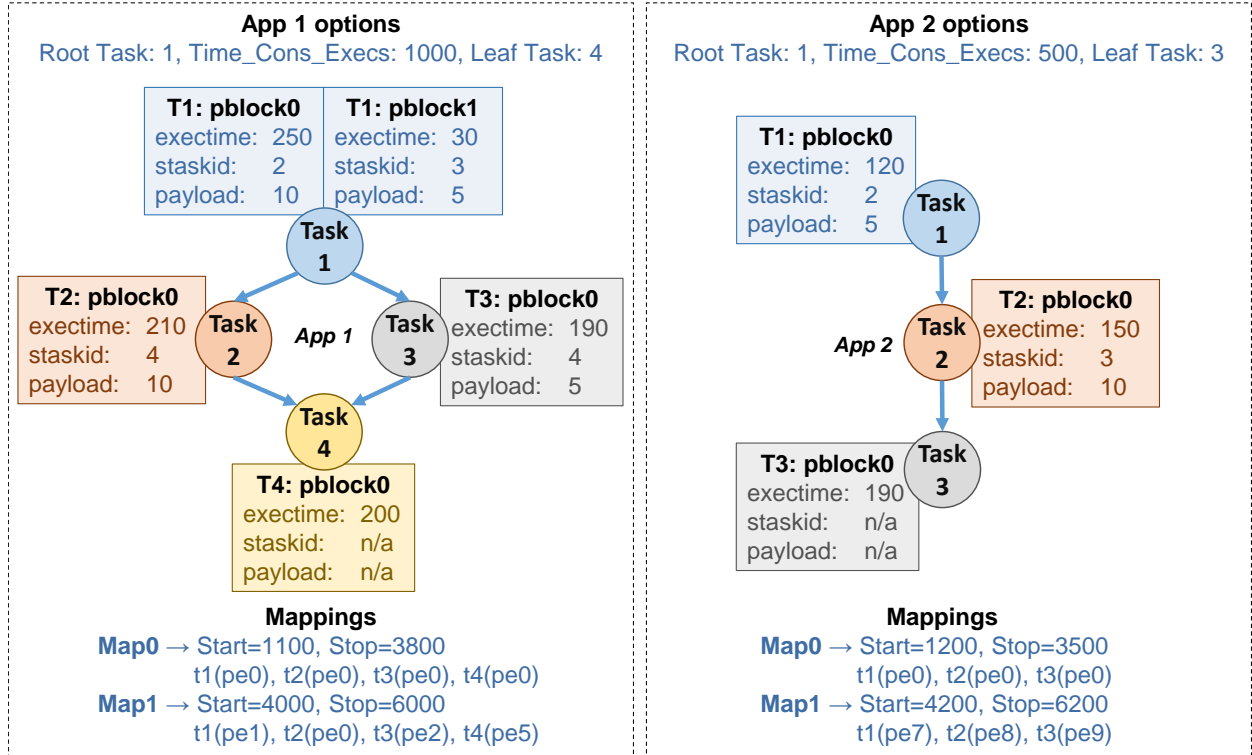 App 1 options
Root Task: 1, Time_Cons_Execs: 1000, Leaf Task: 4
T1: pblock0
exectime: 250
staskid: 2
payload: 10
T1: pblock1
exectime: 30
staskid: 3
payload: 5
Task
1
T2: pblock0
exectime: 210
staskid: 4
payload: 10
Task
2
App 1
Task
3
T3: pblock0
exectime: 190
staskid: 4
payload: 5
Task
4
T4: pblock0
exectime: 200
staskid: n/a
payload: n/a
Mappings
Map0 → Start=1100, Stop=3800
t1(pe0), t2(pe0), t3(pe0), t4(pe0)
Map1 → Start=4000, Stop=6000
t1(pe1), t2(pe0), t3(pe2), t4(pe5)
App 2 options
Root Task: 1, Time_Cons_Execs: 500, Leaf Task: 3
T1: pblock0
exectime: 120
staskid: 2
payload: 5
Task
1
App 2
Task
2
T2: pblock0
exectime: 150
staskid: 3
payload: 10
T3: pblock0
exectime: 190
staskid: n/a
payload: n/a
Task
3
Mappings
Map0 → Start=1200, Stop=3500
t1(pe0), t2(pe0), t3(pe0)
Map1 → Start=4200, Stop=6200
t1(pe7), t2(pe8), t3(pe9)